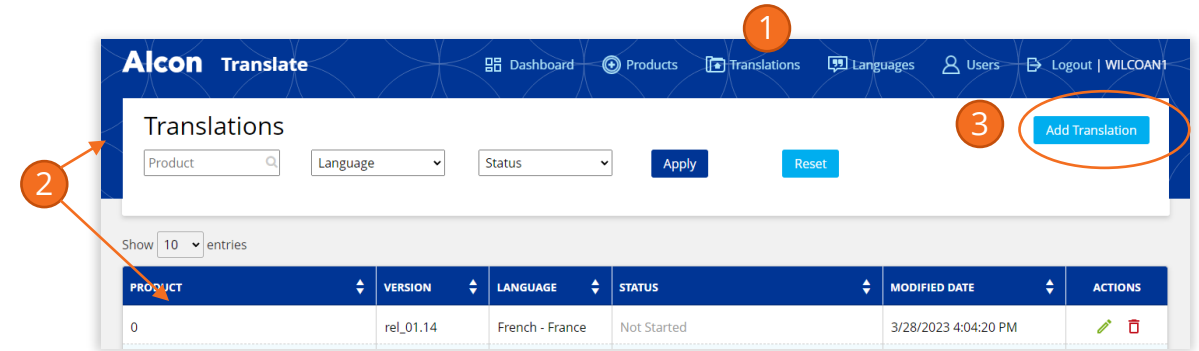 1
Alcon Translate Dashboard Products Translations Languages Users Logout | WILCOAN1
Translations 3 Add Translation
Product Language Status Apply Reset
2
Show 10 entries
PRODUCT VERSION LANGUAGE STATUS MODIFIED DATE ACTIONS
0 rel_01.14 French - France Not Started 3/28/2023 4:04:20 PM